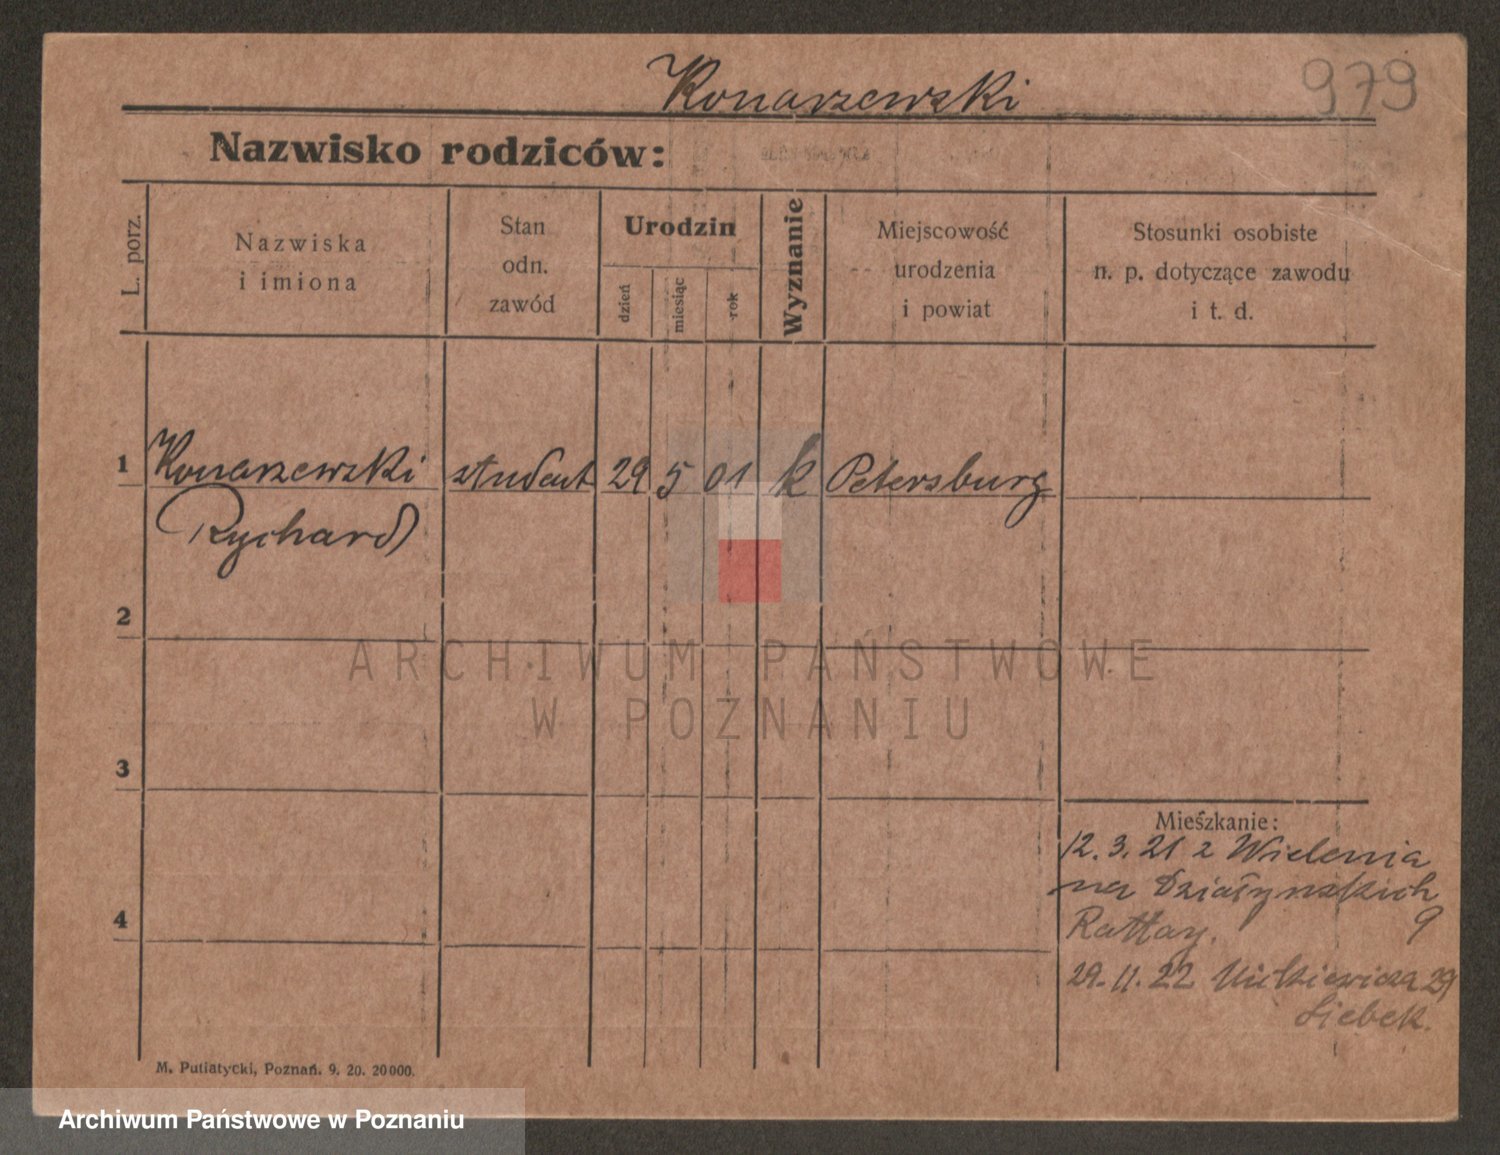 Konarzewski
979
Nazwisko rodziców:
L. porz.
Nazwiska
i imiona
Stan
odn.
zawód
Urodzin
dzień
miesiąc
rok
Wyznanie
Miejscowość
urodzenia
i powiat
Stosunki osobiste
n. p. dotyczące zawodu
i t. d.
1 Konarzewski student 29 5 01 k Petersburg
Rychard
2
3
4
ARCHIWUM PAŃSTWOWE
W POZNANIU
Mieszkanie:
12.3.21 z Wielenia
na Działyńskich
Rattay. 9
29.11.22 Mickiewicza 29
Siebek.
M. Putiatycki, Poznań. 9. 20. 20000.
Archiwum Państwowe w Poznaniu